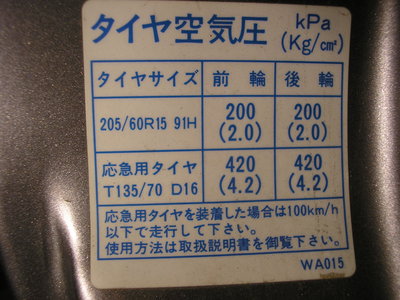 タイヤ空気圧 kPa
(Kg/cm²)
タイヤサイズ 前輪 後輪
205/60R15 91H 200 (2.0) 200 (2.0)
応急用タイヤ T135/70 D16 420 (4.2) 420 (4.2)
応急用タイヤを装着した場合は100km/h
以下で走行して下さい。
使用方法は取扱説明書を御覧下さい。
WA015